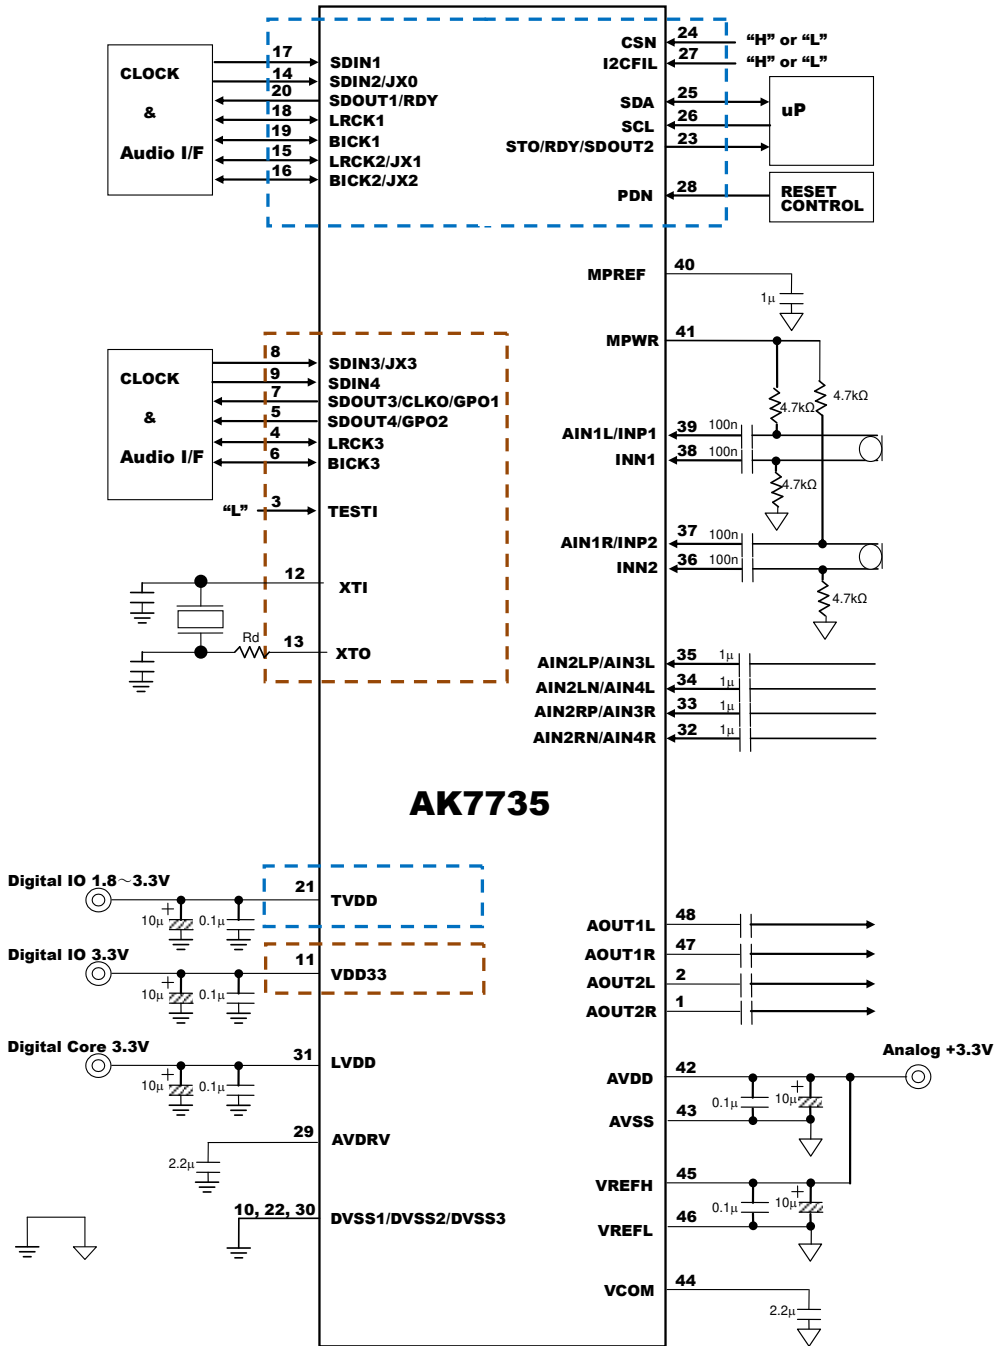 CLOCK
&
Audio I/F
17 SDIN1
14 SDIN2/JX0
20 SDOUT1/RDY
18 LRCK1
19 BICK1
15 LRCK2/JX1
16 BICK2/JX2
CSN 24 “H” or “L”
I2CFIL 27 “H” or “L”
SDA 25
SCL 26
STO/RDY/SDOUT2 23
uP
PDN 28
RESET
CONTROL
MPREF 40
1µ
MPWR 41
4.7kΩ
4.7kΩ
AIN1L/INP1 39 100n
INN1 38 100n
4.7kΩ
AIN1R/INP2 37 100n
INN2 36 100n
4.7kΩ
CLOCK
&
Audio I/F
8 SDIN3/JX3
9 SDIN4
7 SDOUT3/CLKO/GPO1
5 SDOUT4/GPO2
4 LRCK3
6 BICK3
“L” 3 TESTI
12 XTI
Rd 13 XTO
AIN2LP/AIN3L 35 1µ
AIN2LN/AIN4L 34 1µ
AIN2RP/AIN3R 33 1µ
AIN2RN/AIN4R 32 1µ
AK7735
Digital IO 1.8～3.3V
21 TVDD
+
10µ 0.1µ
Digital IO 3.3V
11 VDD33
+
10µ 0.1µ
Digital Core 3.3V
31 LVDD
+
10µ 0.1µ
29 AVDRV
2.2µ
10, 22, 30 DVSS1/DVSS2/DVSS3
AOUT1L 48
AOUT1R 47
AOUT2L 2
AOUT2R 1
Analog +3.3V
AVDD 42
+
0.1µ 10µ
AVSS 43
VREFH 45
+
0.1µ 10µ
VREFL 46
VCOM 44
2.2µ